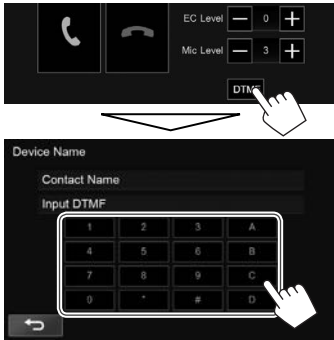 EC Level 0
Mic Level 3
DTMF
Device Name
Contact Name
Input DTMF
1 2 3 A
4 5 6 B
7 8 9 C
0 * # D